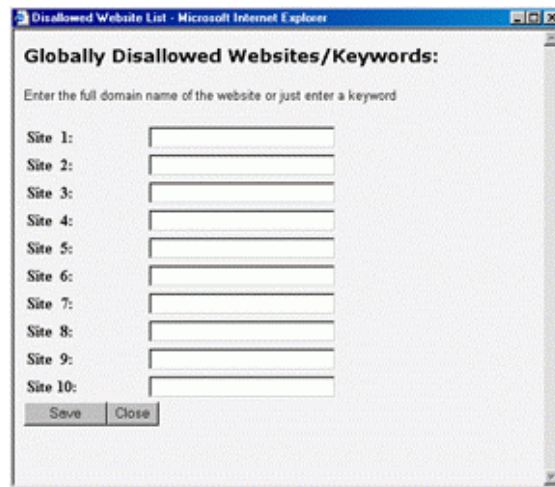 Disallowed Website List - Microsoft Internet Explorer
Globally Disallowed Websites/Keywords:
Enter the full domain name of the website or just enter a keyword
Site 1:
Site 2:
Site 3:
Site 4:
Site 5:
Site 6:
Site 7:
Site 8:
Site 9:
Site 10:
Save Close